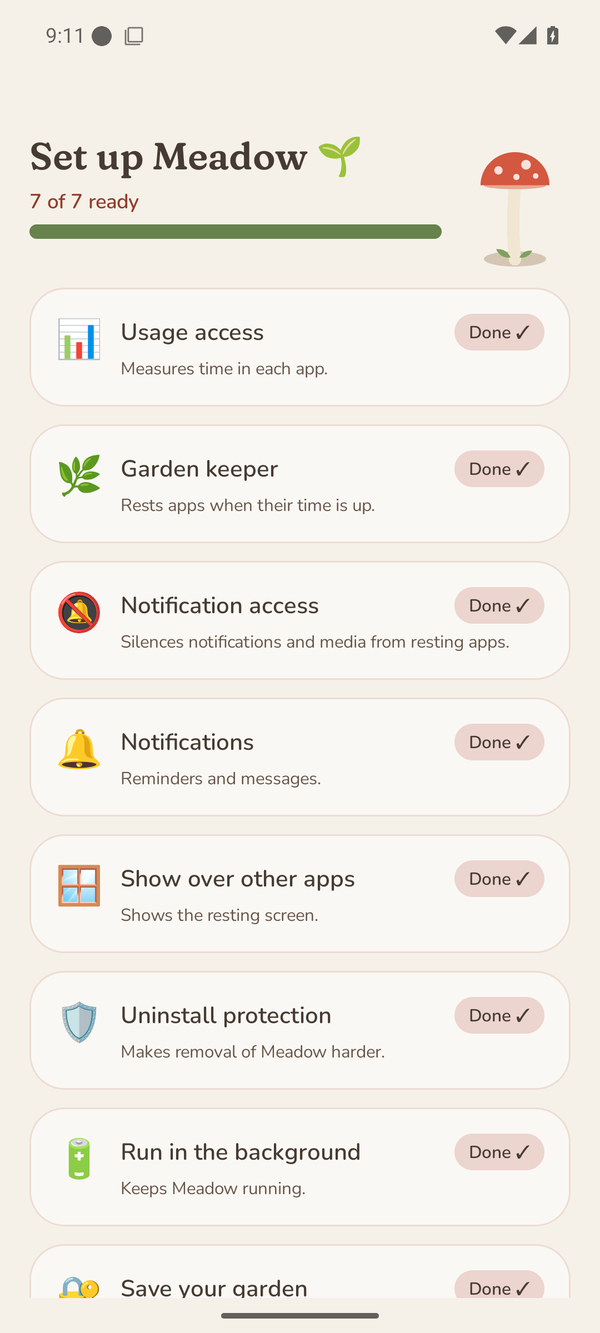 9:11
Set up Meadow 🌱
7 of 7 ready
Usage access
Done ✓
Measures time in each app.
Garden keeper
Done ✓
Rests apps when their time is up.
Notification access
Done ✓
Silences notifications and media from resting apps.
Notifications
Done ✓
Reminders and messages.
Show over other apps
Done ✓
Shows the resting screen.
Uninstall protection
Done ✓
Makes removal of Meadow harder.
Run in the background
Done ✓
Keeps Meadow running.
Save your garden
Done ✓